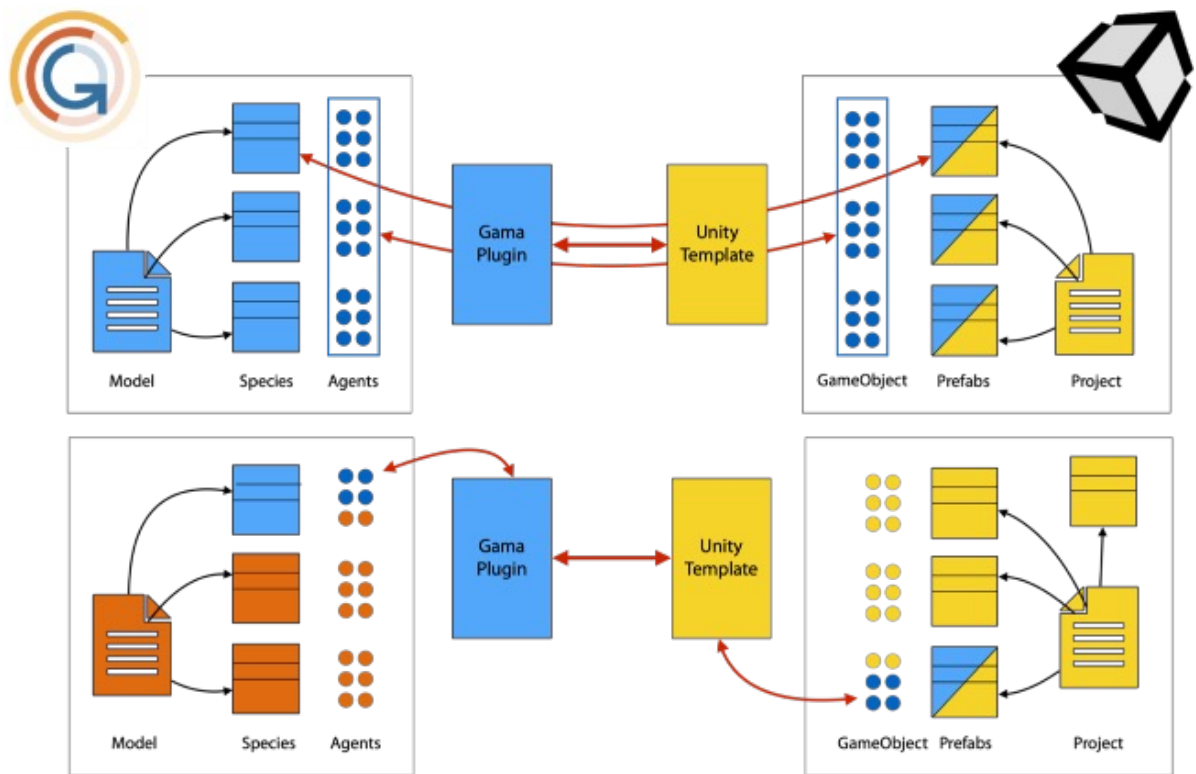 Gama
Plugin
Unity
Template
Model
Species
Agents
GameObject
Prefabs
Project
Gama
Plugin
Unity
Template
Model
Species
Agents
GameObject
Prefabs
Project